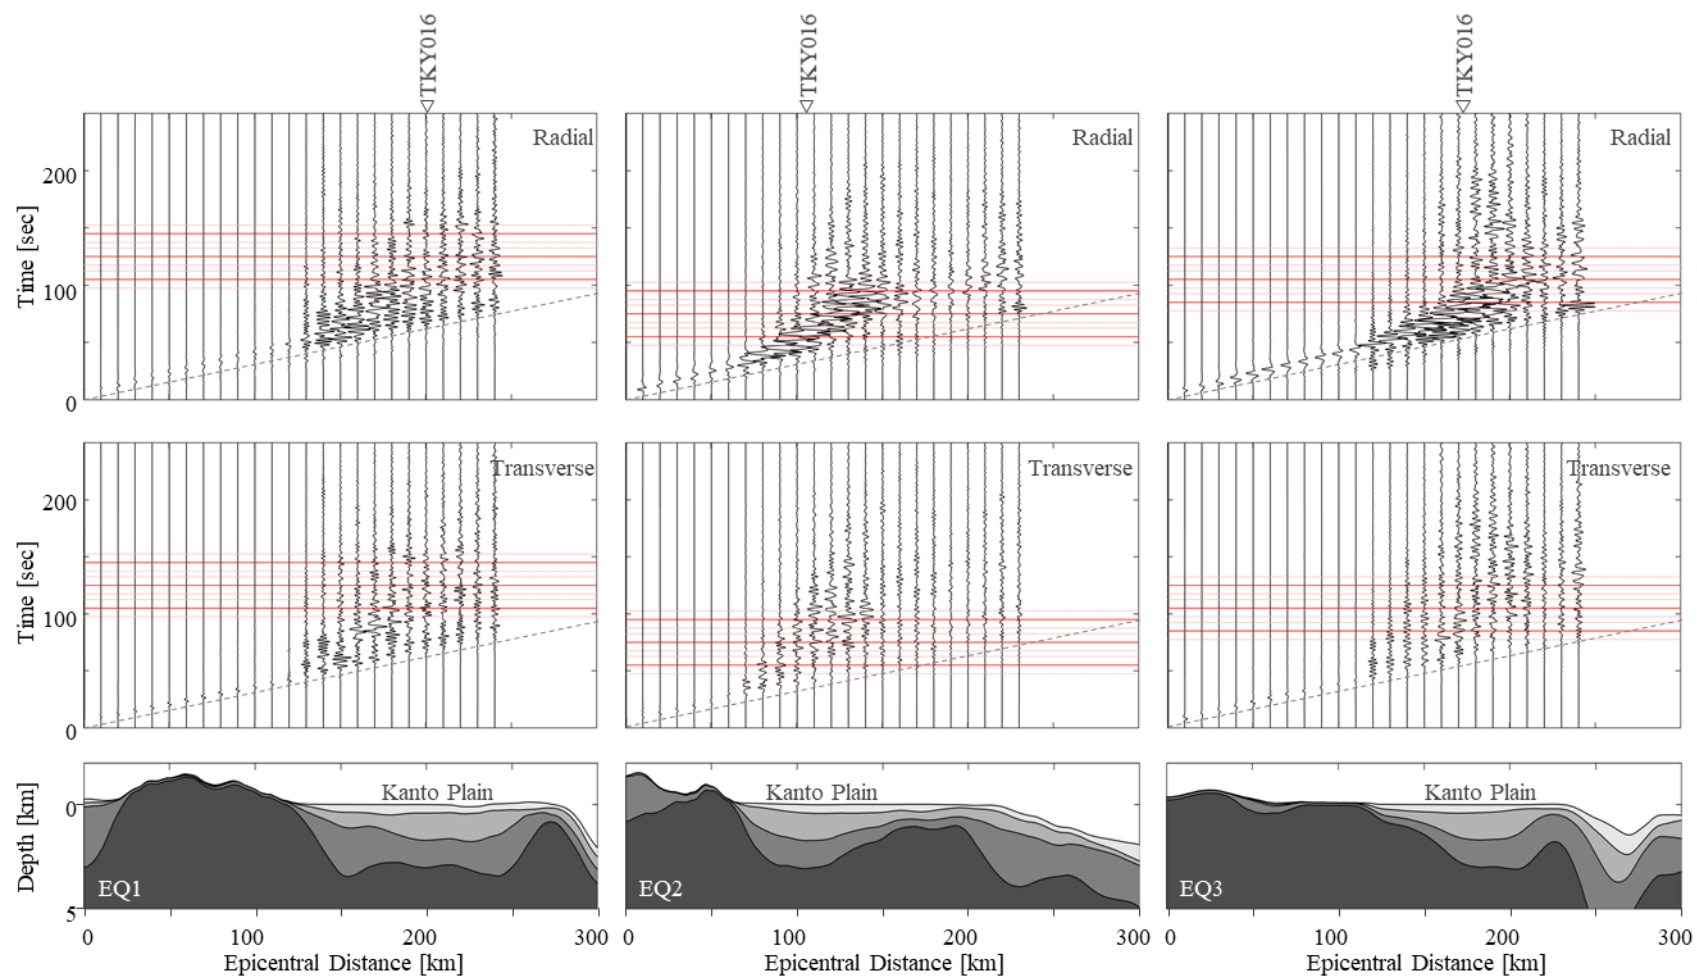 TKY016
TKY016
TKY016
Radial
Radial
Radial
Time [sec]
200
100
0
Transverse
Transverse
Transverse
Time [sec]
200
100
0
Kanto Plain
Kanto Plain
Kanto Plain
Depth [km]
0
5
EQ1
EQ2
EQ3
0 100 200 300
0 100 200 300
0 100 200 300
Epicentral Distance [km]
Epicentral Distance [km]
Epicentral Distance [km]